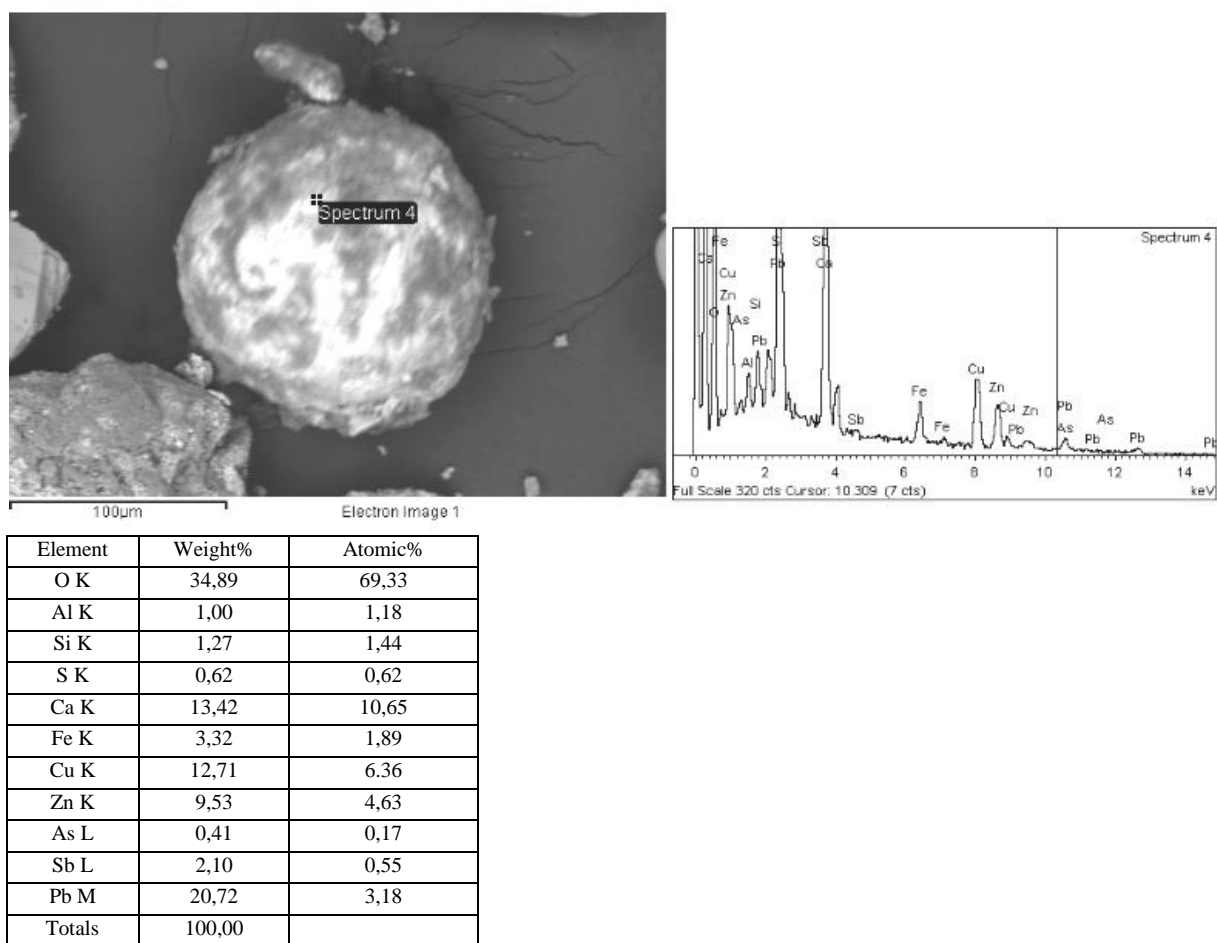 Spectrum 4
100µm
Electron Image 1
Spectrum 4
Fe
S
Sb
Ca
Pb
Ca
Cu
Zn
Si
O
As
Pb
Al
Sb
Fe
Fe
Cu
Zn
Cu
Pb
Zn
Pb
As
As
Pb
Pb
Pb
0 2 4 6 8 10 12 14
Full Scale 320 cts Cursor: 10.309 (7 cts) keV
Element Weight% Atomic%
O K 34,89 69,33
Al K 1,00 1,18
Si K 1,27 1,44
S K 0,62 0,62
Ca K 13,42 10,65
Fe K 3,32 1,89
Cu K 12,71 6.36
Zn K 9,53 4,63
As L 0,41 0,17
Sb L 2,10 0,55
Pb M 20,72 3,18
Totals 100,00